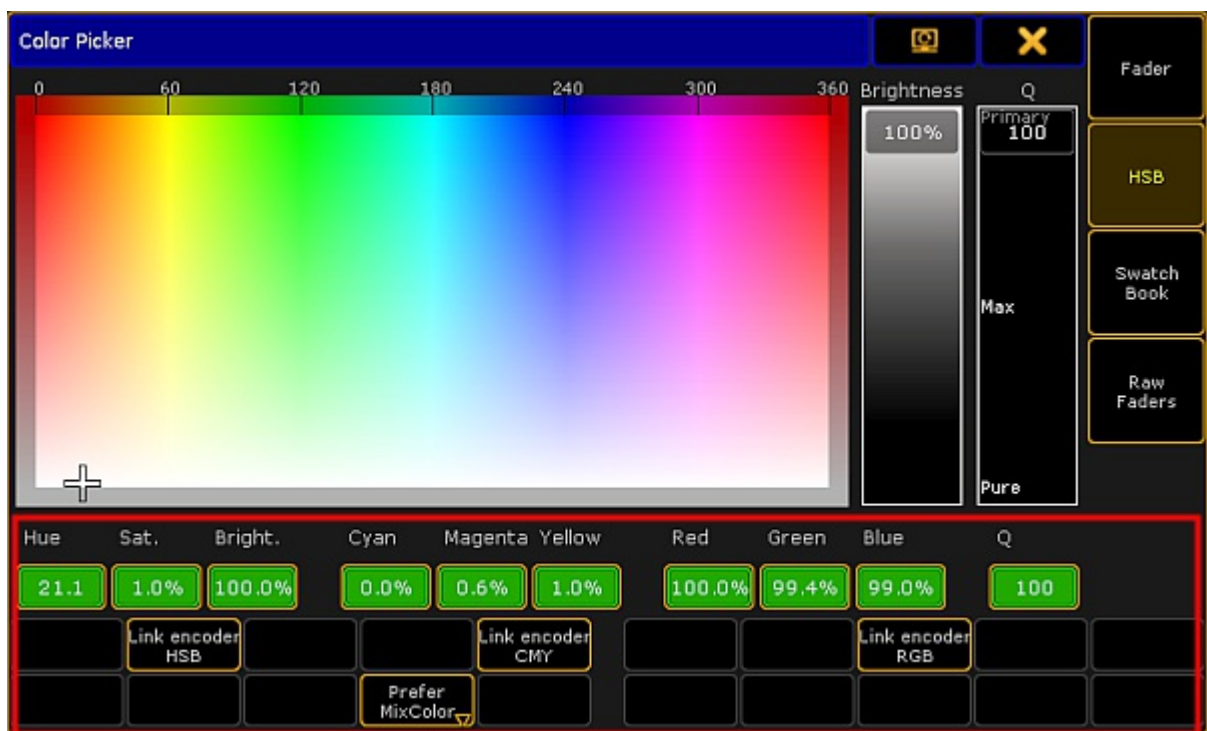 Color Picker
Fader
0 60 120 180 240 300 360 Brightness Q
100% Primary
100
HSB
Swatch
Book
Max
Raw
Faders
Pure
Hue Sat. Bright. Cyan Magenta Yellow Red Green Blue Q
21.1 1.0% 100.0% 0.0% 0.6% 1.0% 100.0% 99.4% 99.0% 100
Link encoder
HSB
Link encoder
CMY
Link encoder
RGB
Prefer
MixColor